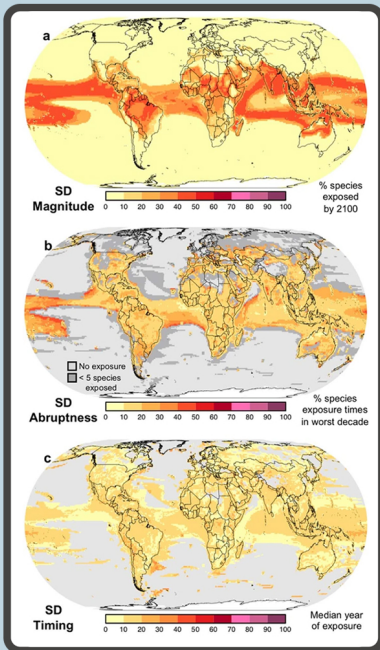 a
SD
Magnitude
0 10 20 30 40 50 60 70 80 90 100
% species
exposed
by 2100
b
No exposure
< 5 species
exposed
SD
Abruptness
0 10 20 30 40 50 60 70 80 90 100
% species
exposure times
in worst decade
c
SD
Timing
0 10 20 30 40 50 60 70 80 90 100
Median year
of exposure